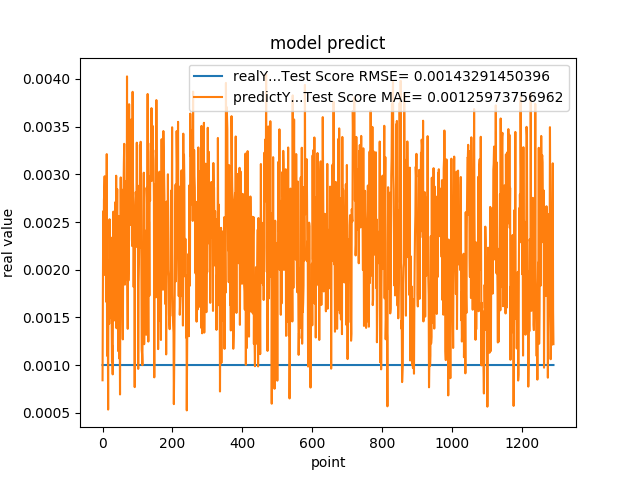 model predict
realY...Test Score RMSE= 0.00143291450396
predictY...Test Score MAE= 0.00125973756962
real value
0.0040
0.0035
0.0030
0.0025
0.0020
0.0015
0.0010
0.0005
0 200 400 600 800 1000 1200
point